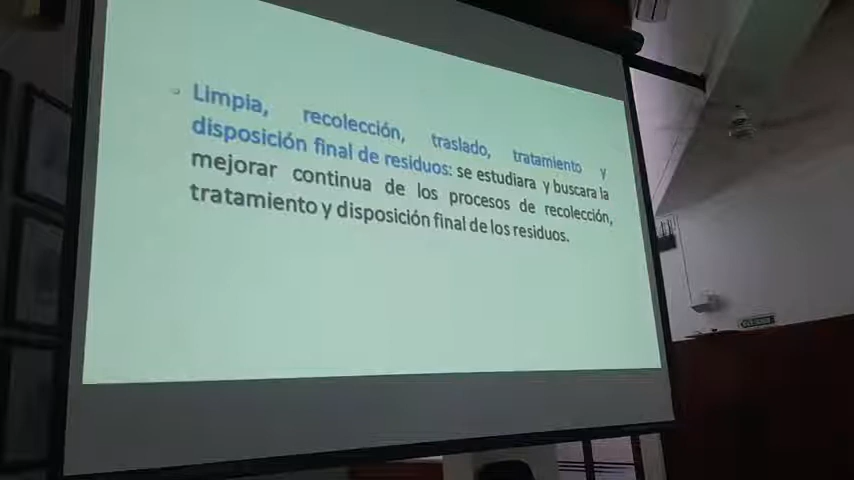 Limpia, recolección, traslado, tratamiento y
disposición final de residuos: se estudiara y buscara la
mejorar continua de los procesos de recolección,
tratamiento y disposición final de los residuos.